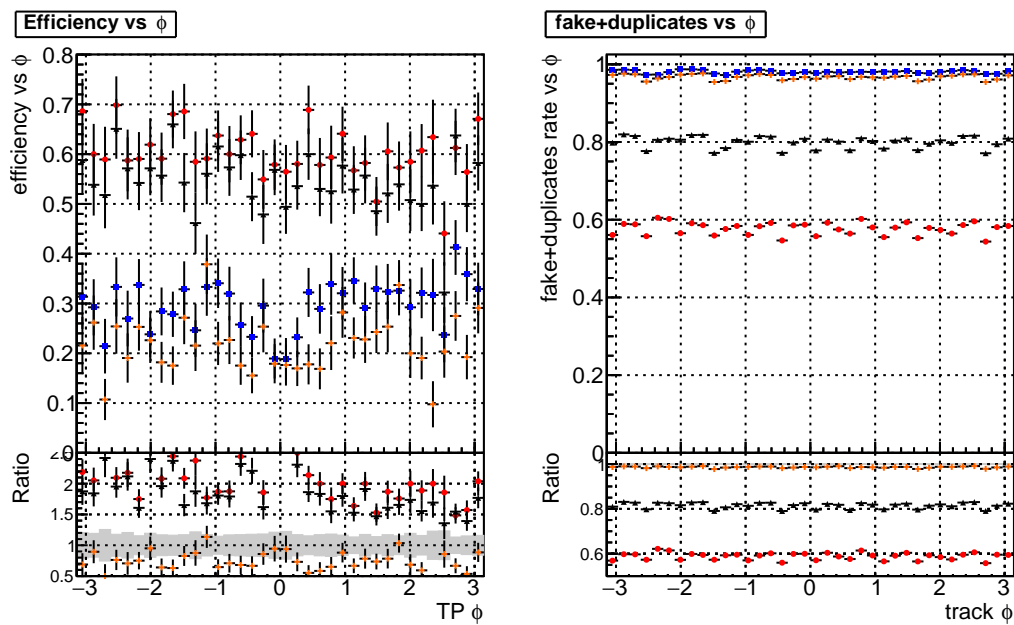 Efficiency vs ϕ
fake+duplicates vs ϕ
efficiency vs ϕ
0.8
0.7
0.6
0.5
0.4
0.3
0.2
0.1
0
Ratio
2
1.5
1
0.5
−3 −2 −1 0 1 2 3
TP ϕ
fake+duplicates rate vs ϕ
1
0.8
0.6
0.4
0.2
0
Ratio
1
0.8
0.6
−3 −2 −1 0 1 2 3
track ϕ